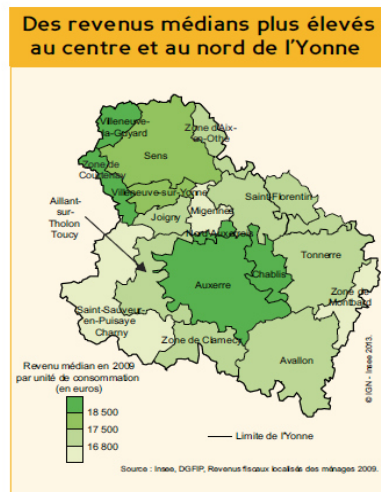 Des revenus médians plus élevés
au centre et au nord de l'Yonne
Villeneuve-
la-Guyard
Zone d'Aix-
en-Othe
Sens
Zone de
Courtenay
Villeneuve-sur-Yonne
Saint-Florentin
Aillant-
sur-
Tholon
Toucy
Joigny
Migennes
Nord Auxerrois
Tonnerre
Chablis
Auxerre
Zone de
Montbard
Saint-Sauveur
en-Puisaye
Charny
Zone de Clamecy
Avallon
Revenu médian en 2009
par unité de consommation
(en euros)
18 500
17 500
16 800
Limite de l'Yonne
© IGN - Insee 2013.
Source : Insee, DGFIP, Revenus fiscaux localisés des ménages 2009.